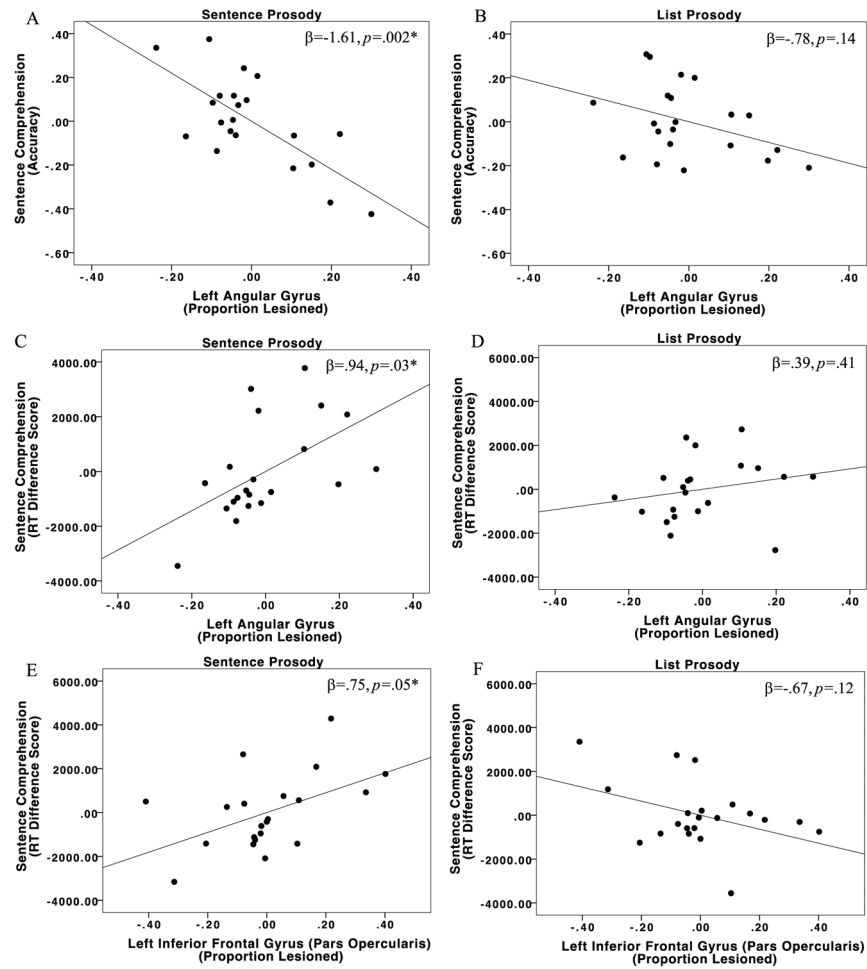 A
Sentence Prosody
β=-1.61, p=.002*
.40
.20
.00
-.20
-.40
-.60
Sentence Comprehension
(Accuracy)
-.40 -.20 .00 .20 .40
Left Angular Gyrus
(Proportion Lesioned)
B
List Prosody
β=-.78, p=.14
.40
.20
.00
-.20
-.40
-.60
Sentence Comprehension
(Accuracy)
-.40 -.20 .00 .20 .40
Left Angular Gyrus
(Proportion Lesioned)
C
Sentence Prosody
β=.94, p=.03*
4000.00
2000.00
.00
-2000.00
-4000.00
Sentence Comprehension
(RT Difference Score)
-.40 -.20 .00 .20 .40
Left Angular Gyrus
(Proportion Lesioned)
D
List Prosody
β=.39, p=.41
6000.00
4000.00
2000.00
.00
-2000.00
-4000.00
Sentence Comprehension
(RT Difference Score)
-.40 -.20 .00 .20 .40
Left Angular Gyrus
(Proportion Lesioned)
E
Sentence Prosody
β=.75, p=.05*
6000.00
4000.00
2000.00
.00
-2000.00
-4000.00
Sentence Comprehension
(RT Difference Score)
-.40 -.20 .00 .20 .40
Left Inferior Frontal Gyrus (Pars Opercularis)
(Proportion Lesioned)
F
List Prosody
β=-.67, p=.12
6000.00
4000.00
2000.00
.00
-2000.00
-4000.00
Sentence Comprehension
(RT Difference Score)
-.40 -.20 .00 .20 .40
Left Inferior Frontal Gyrus (Pars Opercularis)
(Proportion Lesioned)